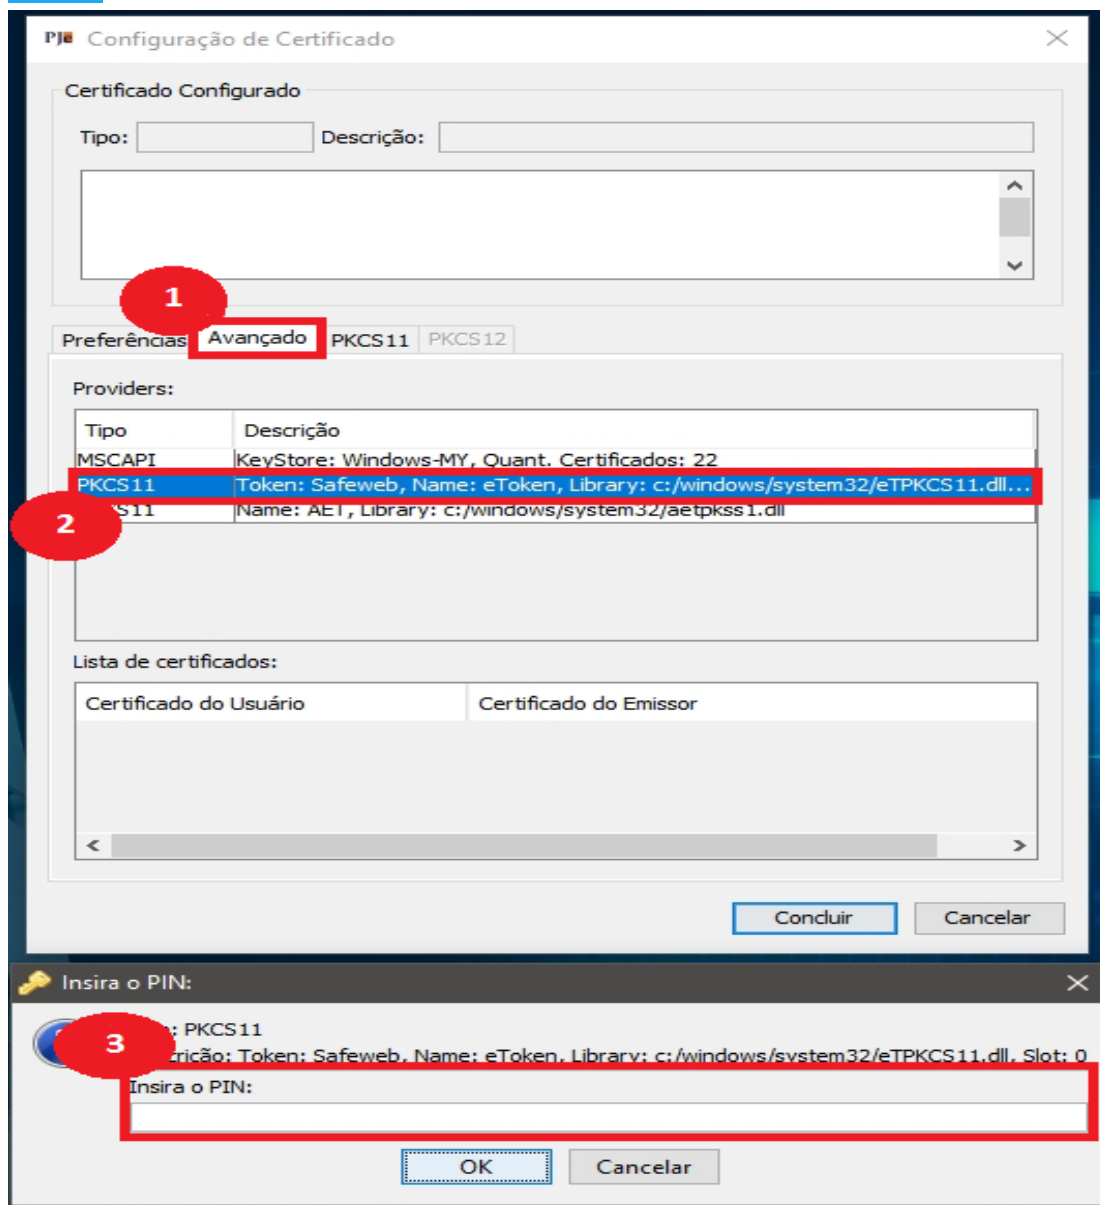 PJe Configuração de Certificado
Certificado Configurado
Tipo: Descrição:
1
Preferências Avançado PKCS11 PKCS12
Providers:
Tipo Descrição
MSCAPI KeyStore: Windows-MY, Quant. Certificados: 22
PKCS11 Token: Safeweb, Name: eToken, Library: c:/windows/system32/eTPKCS11.dll...
2
S11 Name: AET, Library: c:/windows/system32/aetpkss1.dll
Lista de certificados:
Certificado do Usuário Certificado do Emissor
Concluir Cancelar
Insira o PIN:
3
: PKCS11
rição: Token: Safeweb, Name: eToken, Library: c:/windows/system32/eTPKCS11.dll, Slot: 0
Insira o PIN:
OK Cancelar